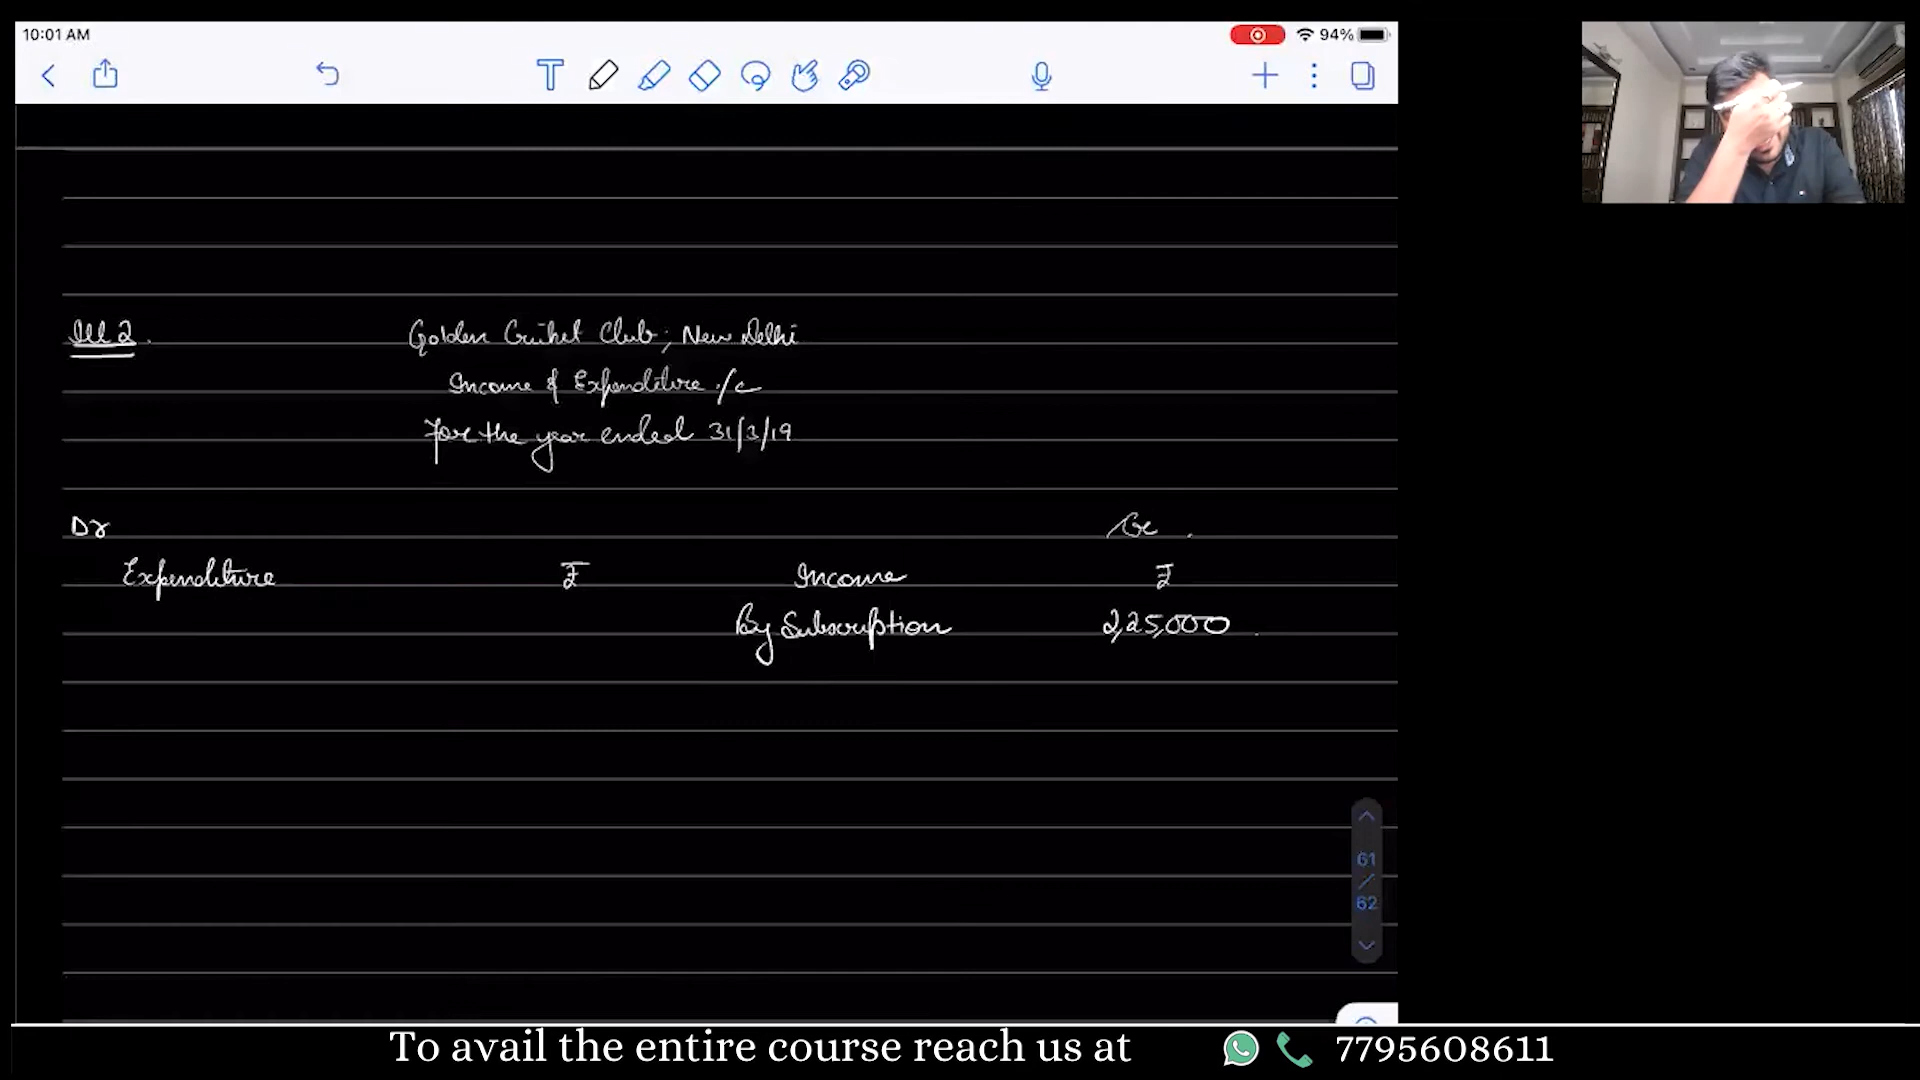 10:01 AM
94%
T
Ill 2.
Golden Cricket Club, New Delhi
Income & Expenditure /c
For the year ended 31/3/19
Dr Cr.
Expenditure ₹ Income ₹
By Subscription 2,25,000
61
/
62
To avail the entire course reach us at 7795608611